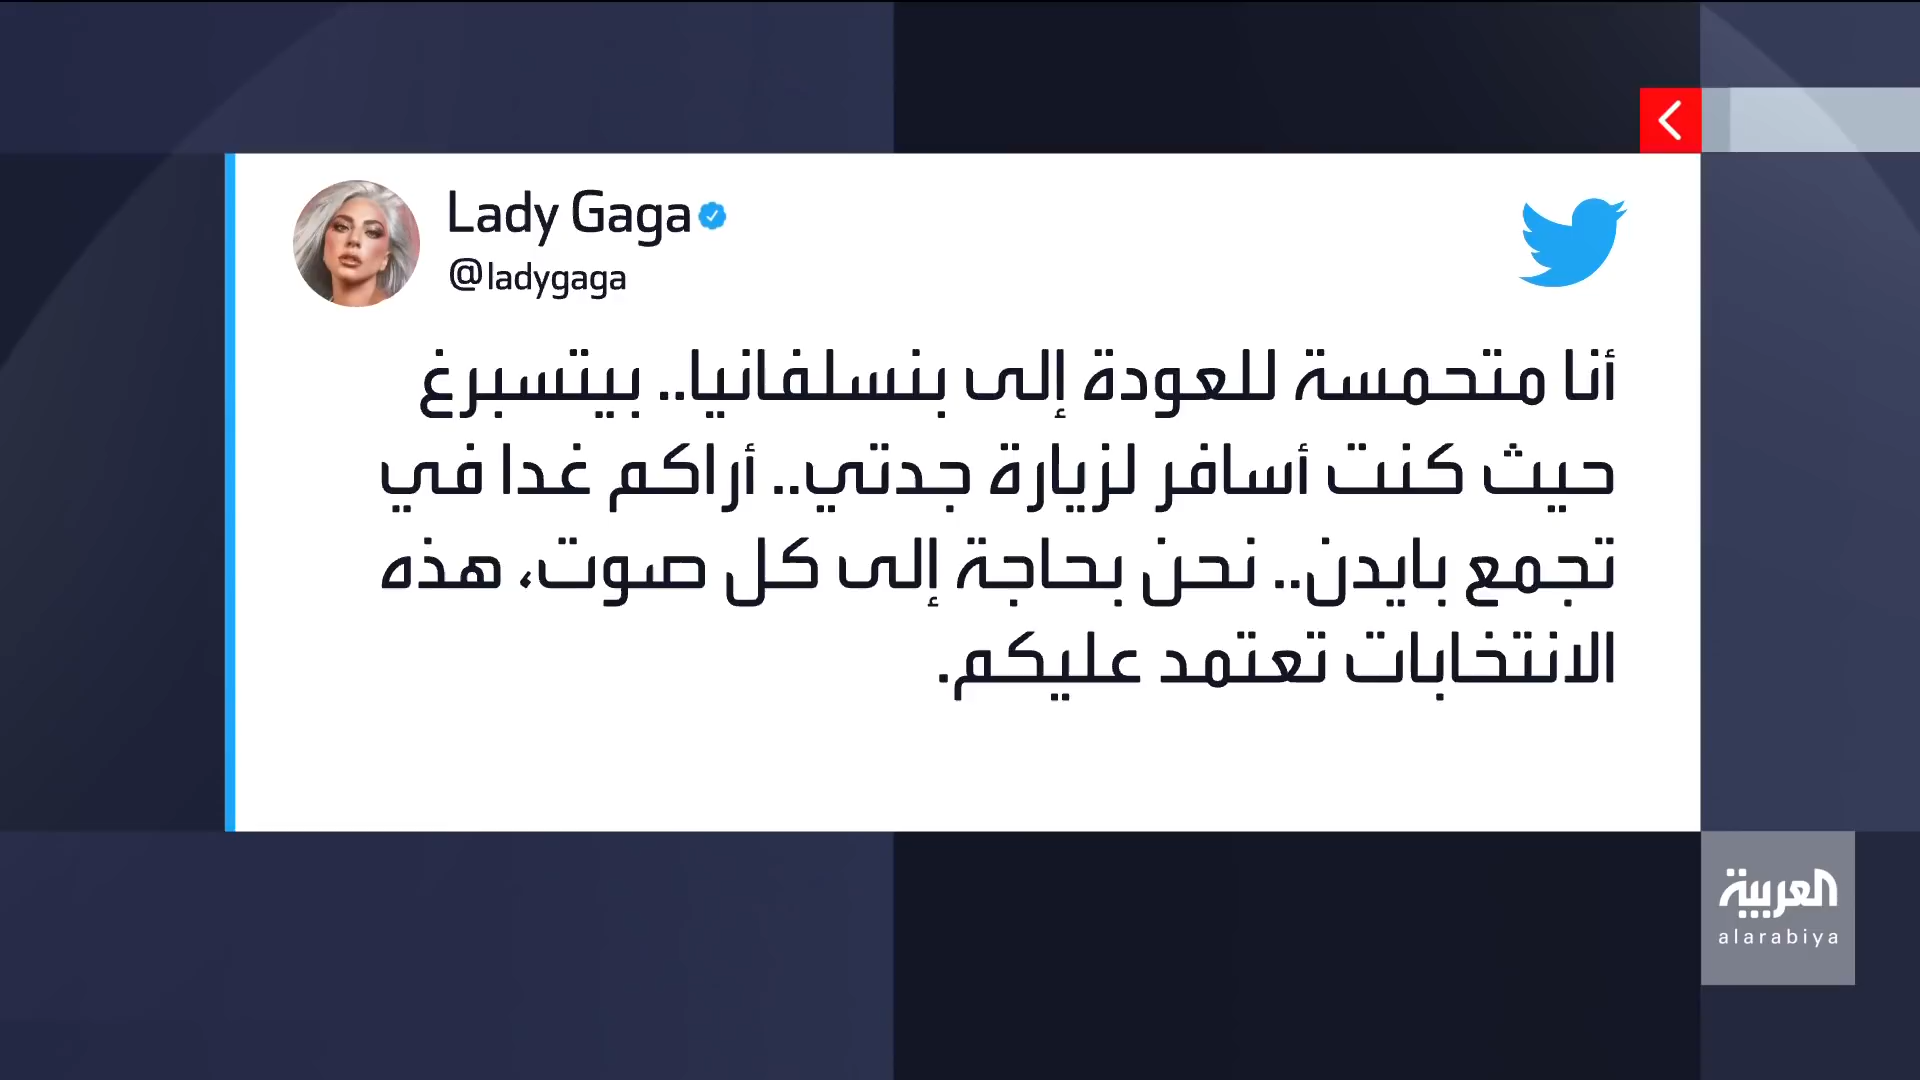 Lady Gaga
@ladygaga
أنا متحمسة للعودة إلى بنسلفانيا.. بيتسبرغ
حيث كنت أسافر لزيارة جدتي.. أراكم غدا في
تجمع بايدن.. نحن بحاجة إلى كل صوت، هذه
الانتخابات تعتمد عليكم.
العربية
alarabiya